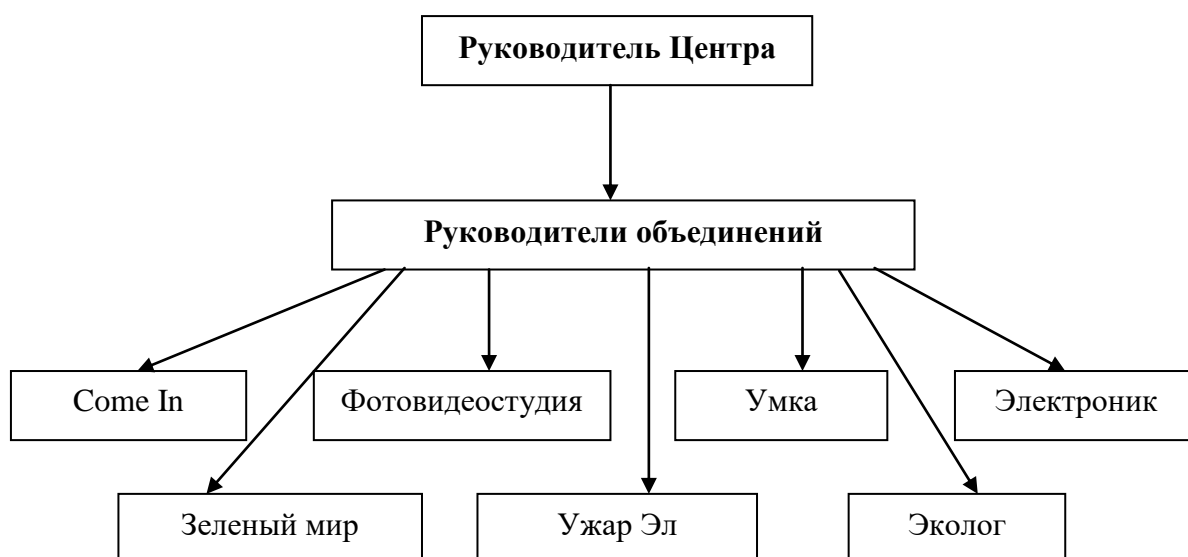 Руководитель Центра
Руководители объединений
Come In
Фотовидеостудия
Умка
Электроник
Зеленый мир
Ужар Эл
Эколог